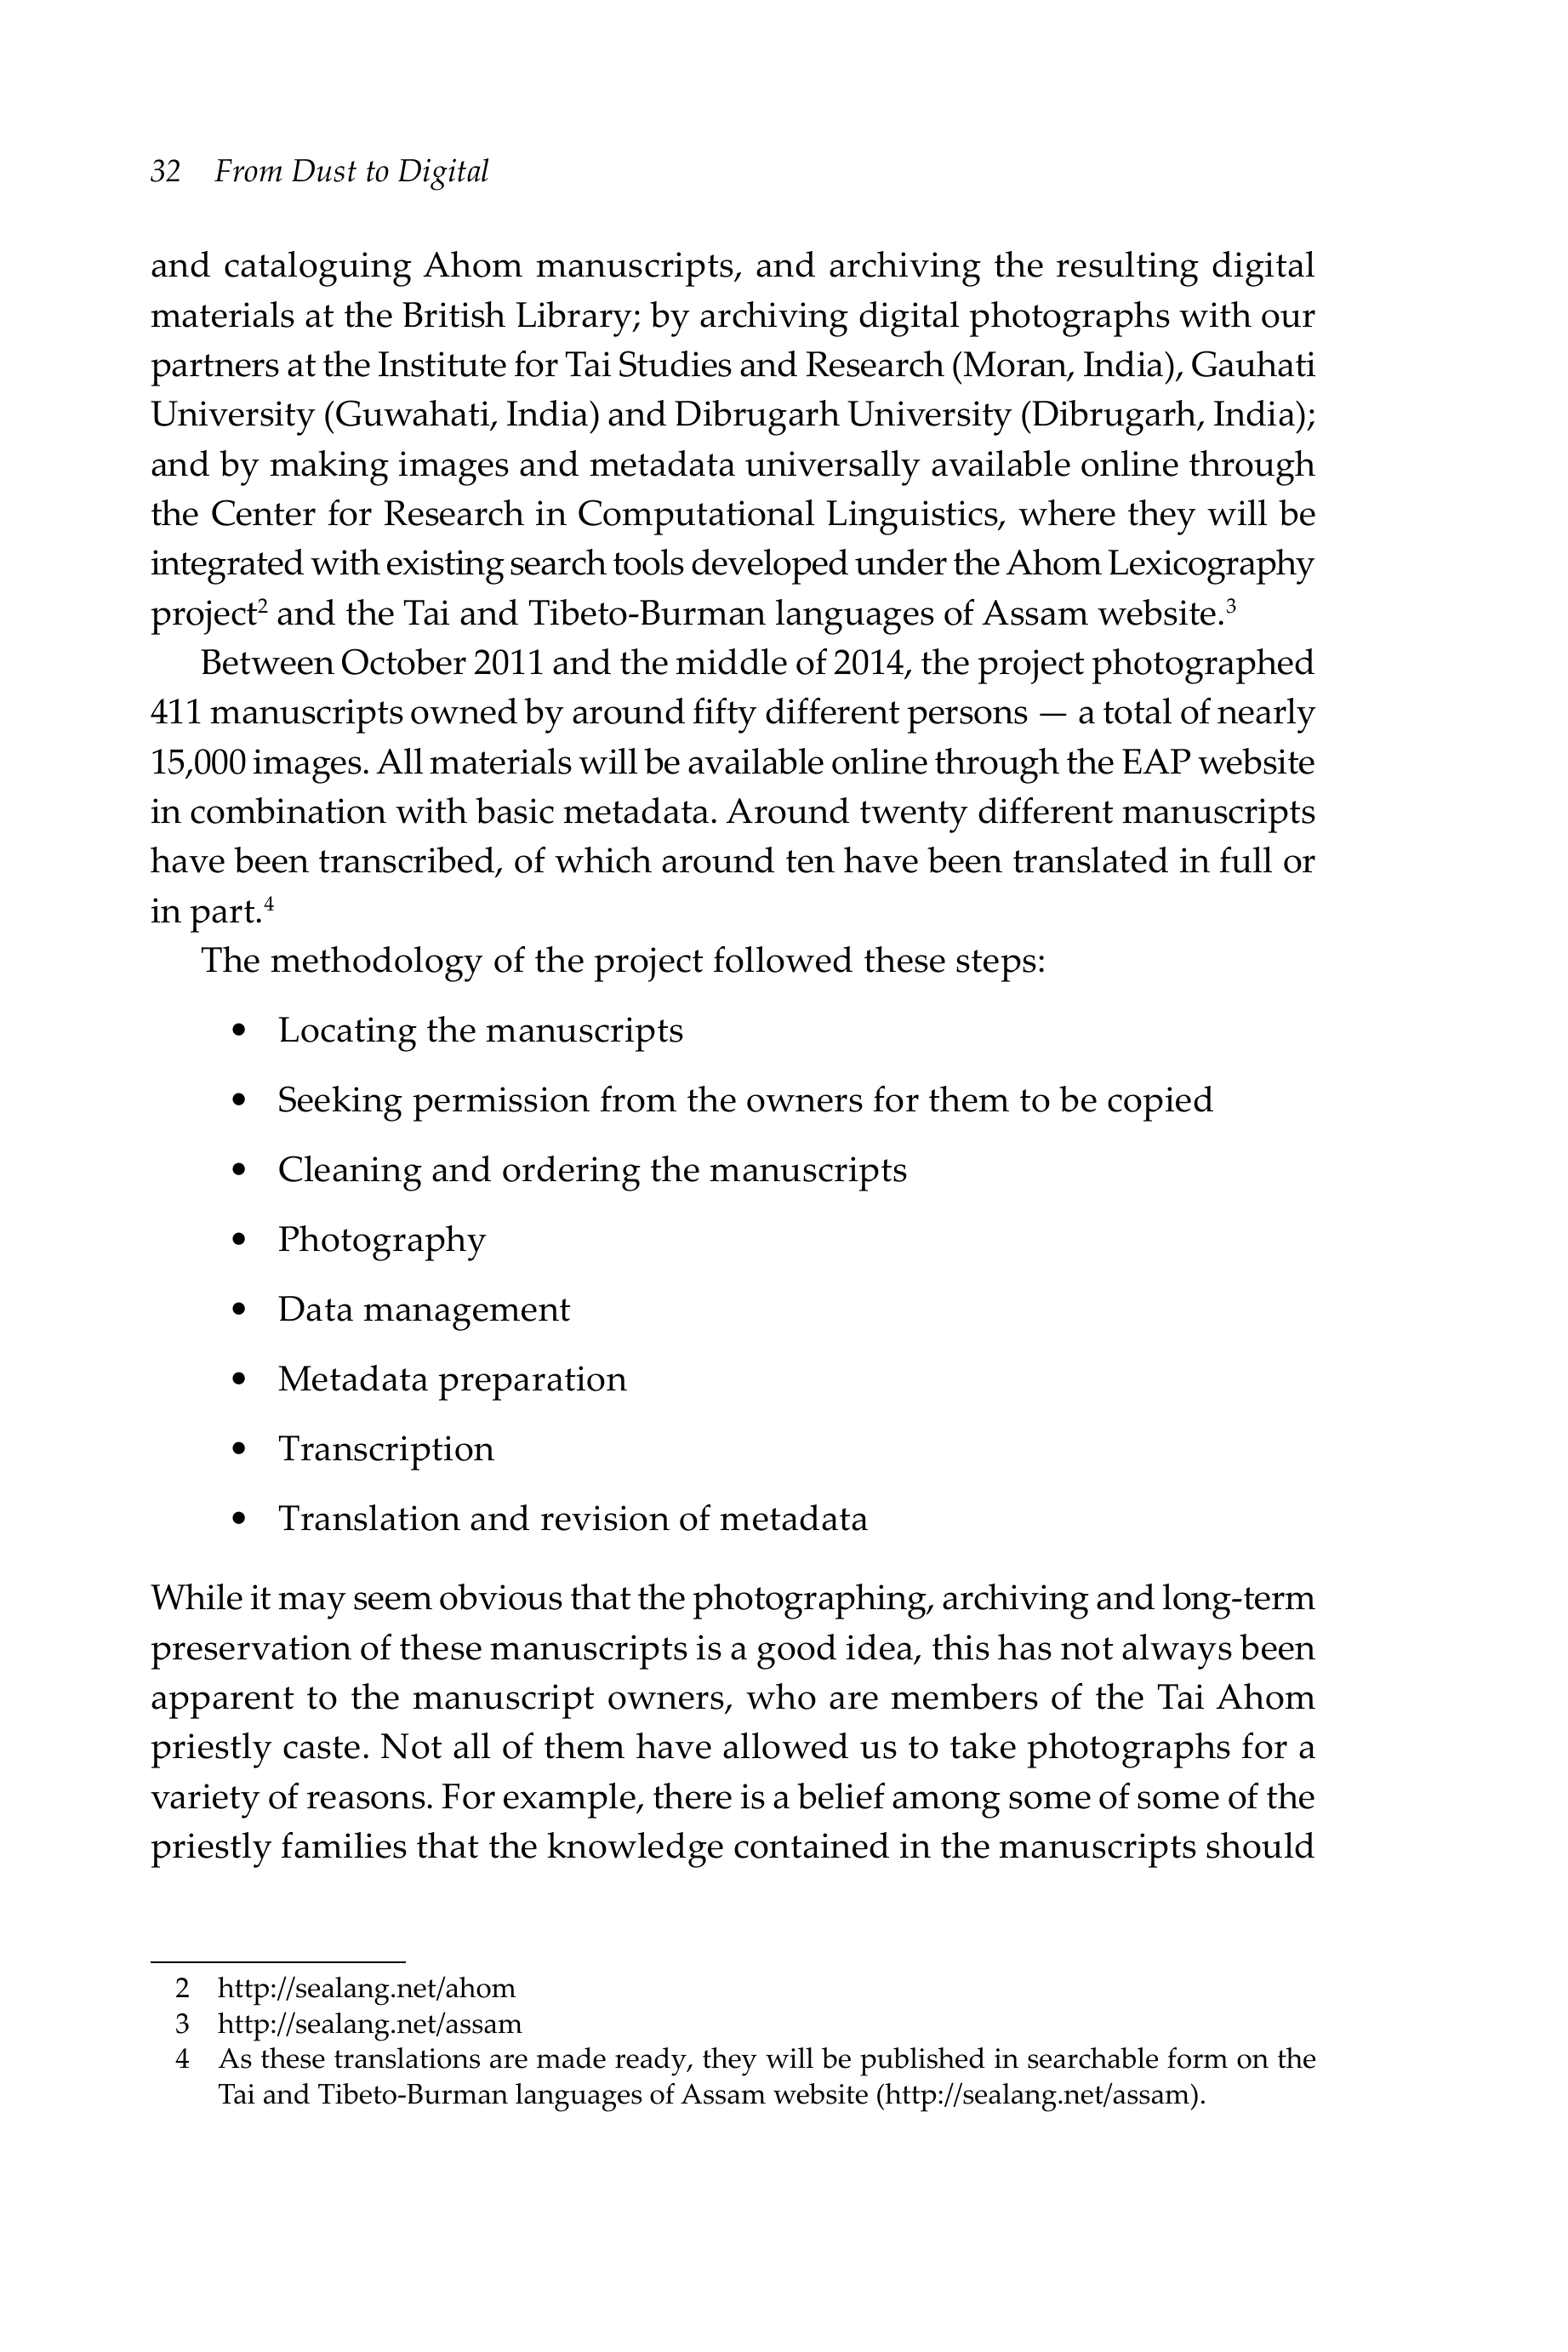 32 From Dust to Digital
and cataloguing Ahom manuscripts, and archiving the resulting digital
materials at the British Library; by archiving digital photographs with our
partners at the Institute for Tai Studies and Research (Moran, India), Gauhati
University (Guwahati, India) and Dibrugarh University (Dibrugarh, India);
and by making images and metadata universally available online through
the Center for Research in Computational Linguistics, where they will be
integrated with existing search tools developed under the Ahom Lexicography
project² and the Tai and Tibeto-Burman languages of Assam website.³
Between October 2011 and the middle of 2014, the project photographed
411 manuscripts owned by around fifty different persons — a total of nearly
15,000 images. All materials will be available online through the EAP website
in combination with basic metadata. Around twenty different manuscripts
have been transcribed, of which around ten have been translated in full or
in part.⁴
The methodology of the project followed these steps:
• Locating the manuscripts
• Seeking permission from the owners for them to be copied
• Cleaning and ordering the manuscripts
• Photography
• Data management
• Metadata preparation
• Transcription
• Translation and revision of metadata
While it may seem obvious that the photographing, archiving and long-term
preservation of these manuscripts is a good idea, this has not always been
apparent to the manuscript owners, who are members of the Tai Ahom
priestly caste. Not all of them have allowed us to take photographs for a
variety of reasons. For example, there is a belief among some of some of the
priestly families that the knowledge contained in the manuscripts should
2 http://sealang.net/ahom
3 http://sealang.net/assam
4 As these translations are made ready, they will be published in searchable form on the
Tai and Tibeto-Burman languages of Assam website (http://sealang.net/assam).